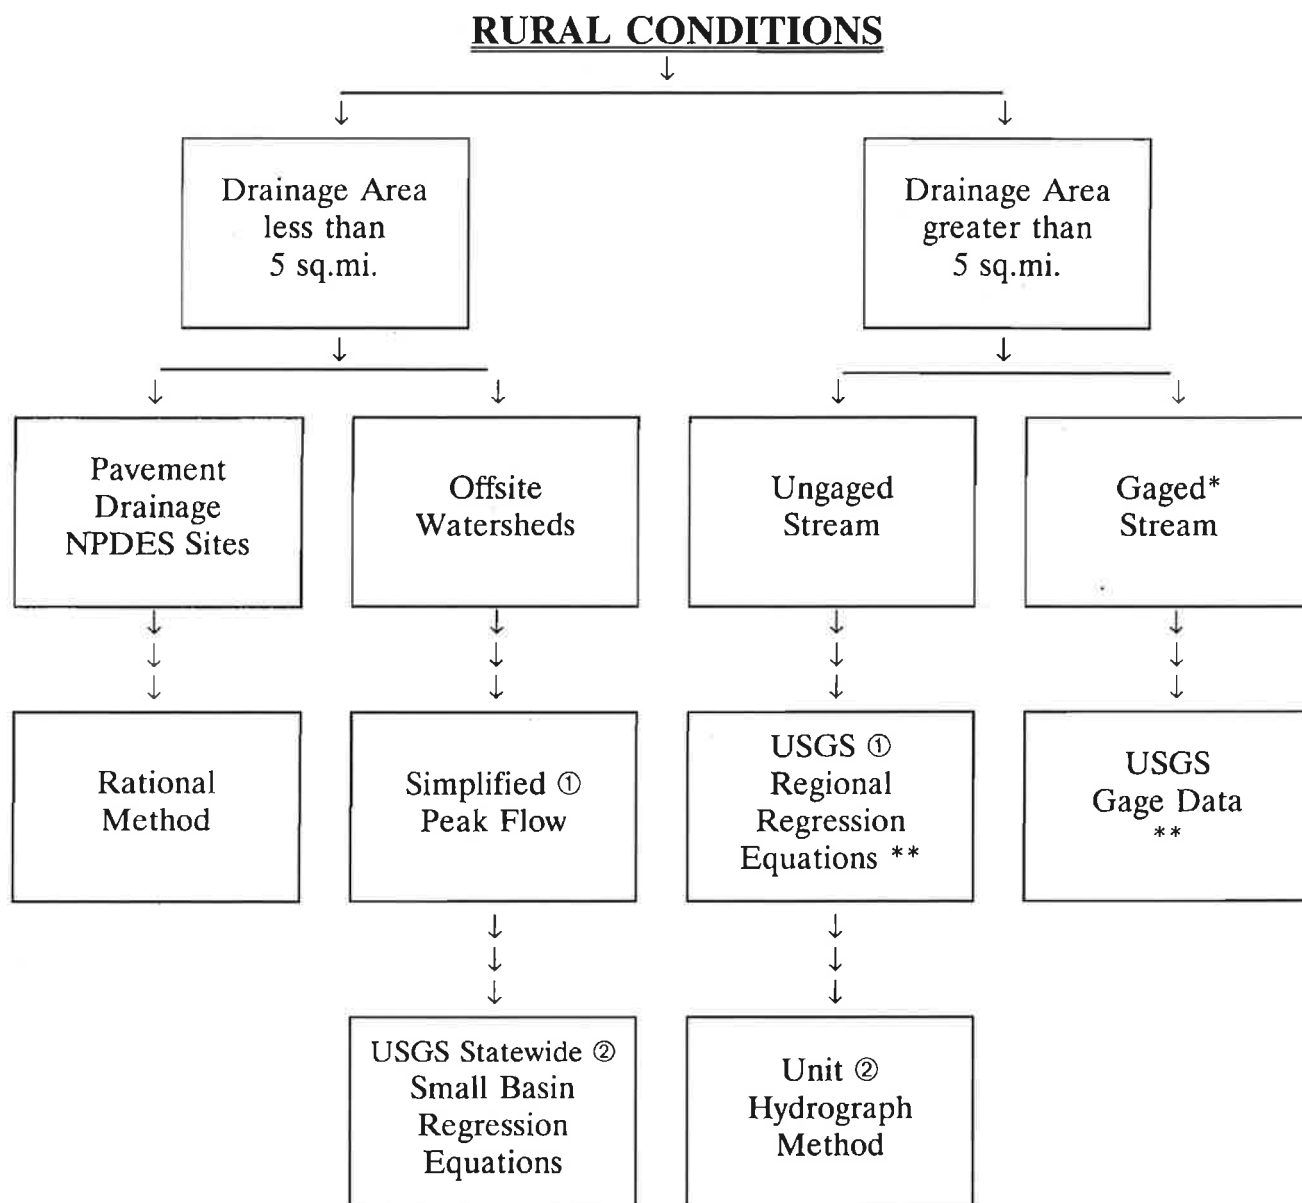 RURAL CONDITIONS
Drainage Area
less than
5 sq.mi.
Drainage Area
greater than
5 sq.mi.
Pavement
Drainage
NPDES Sites
Offsite
Watersheds
Ungaged
Stream
Gaged*
Stream
Rational
Method
Simplified ①
Peak Flow
USGS ①
Regional
Regression
Equations **
USGS
Gage Data
**
USGS Statewide ②
Small Basin
Regression
Equations
Unit ②
Hydrograph
Method